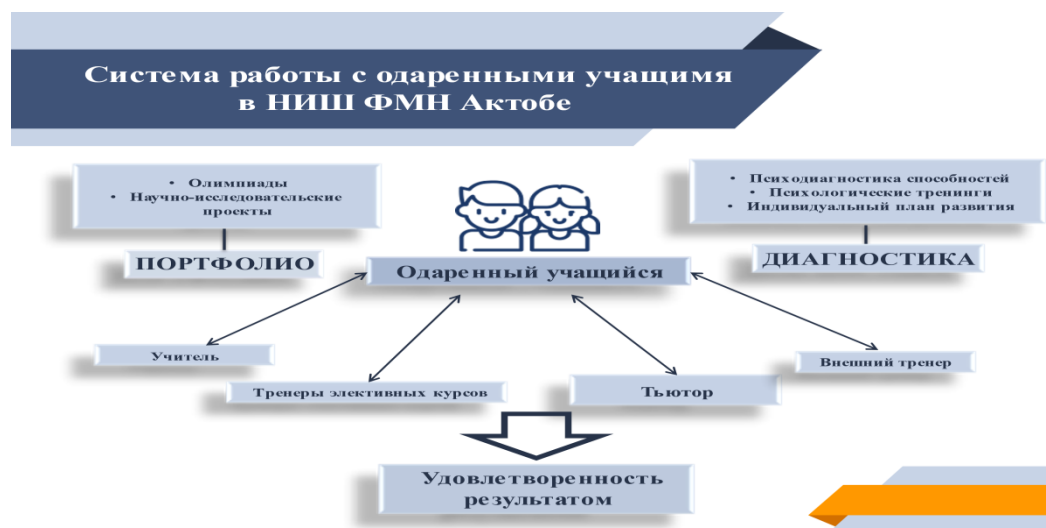 Система работы с одаренными учащимя
в НИШ ФМН Актобе
• Олимпиады
• Научно-исследовательские
проекты
ПОРТФОЛИО
• Психодиагностика способностей
• Психологические тренинги
• Индивидуальный план развития
ДИАГНОСТИКА
Одаренный учащийся
Учитель
Тренеры элективных курсов
Тьютор
Внешний тренер
Удовлетворенность
результатом